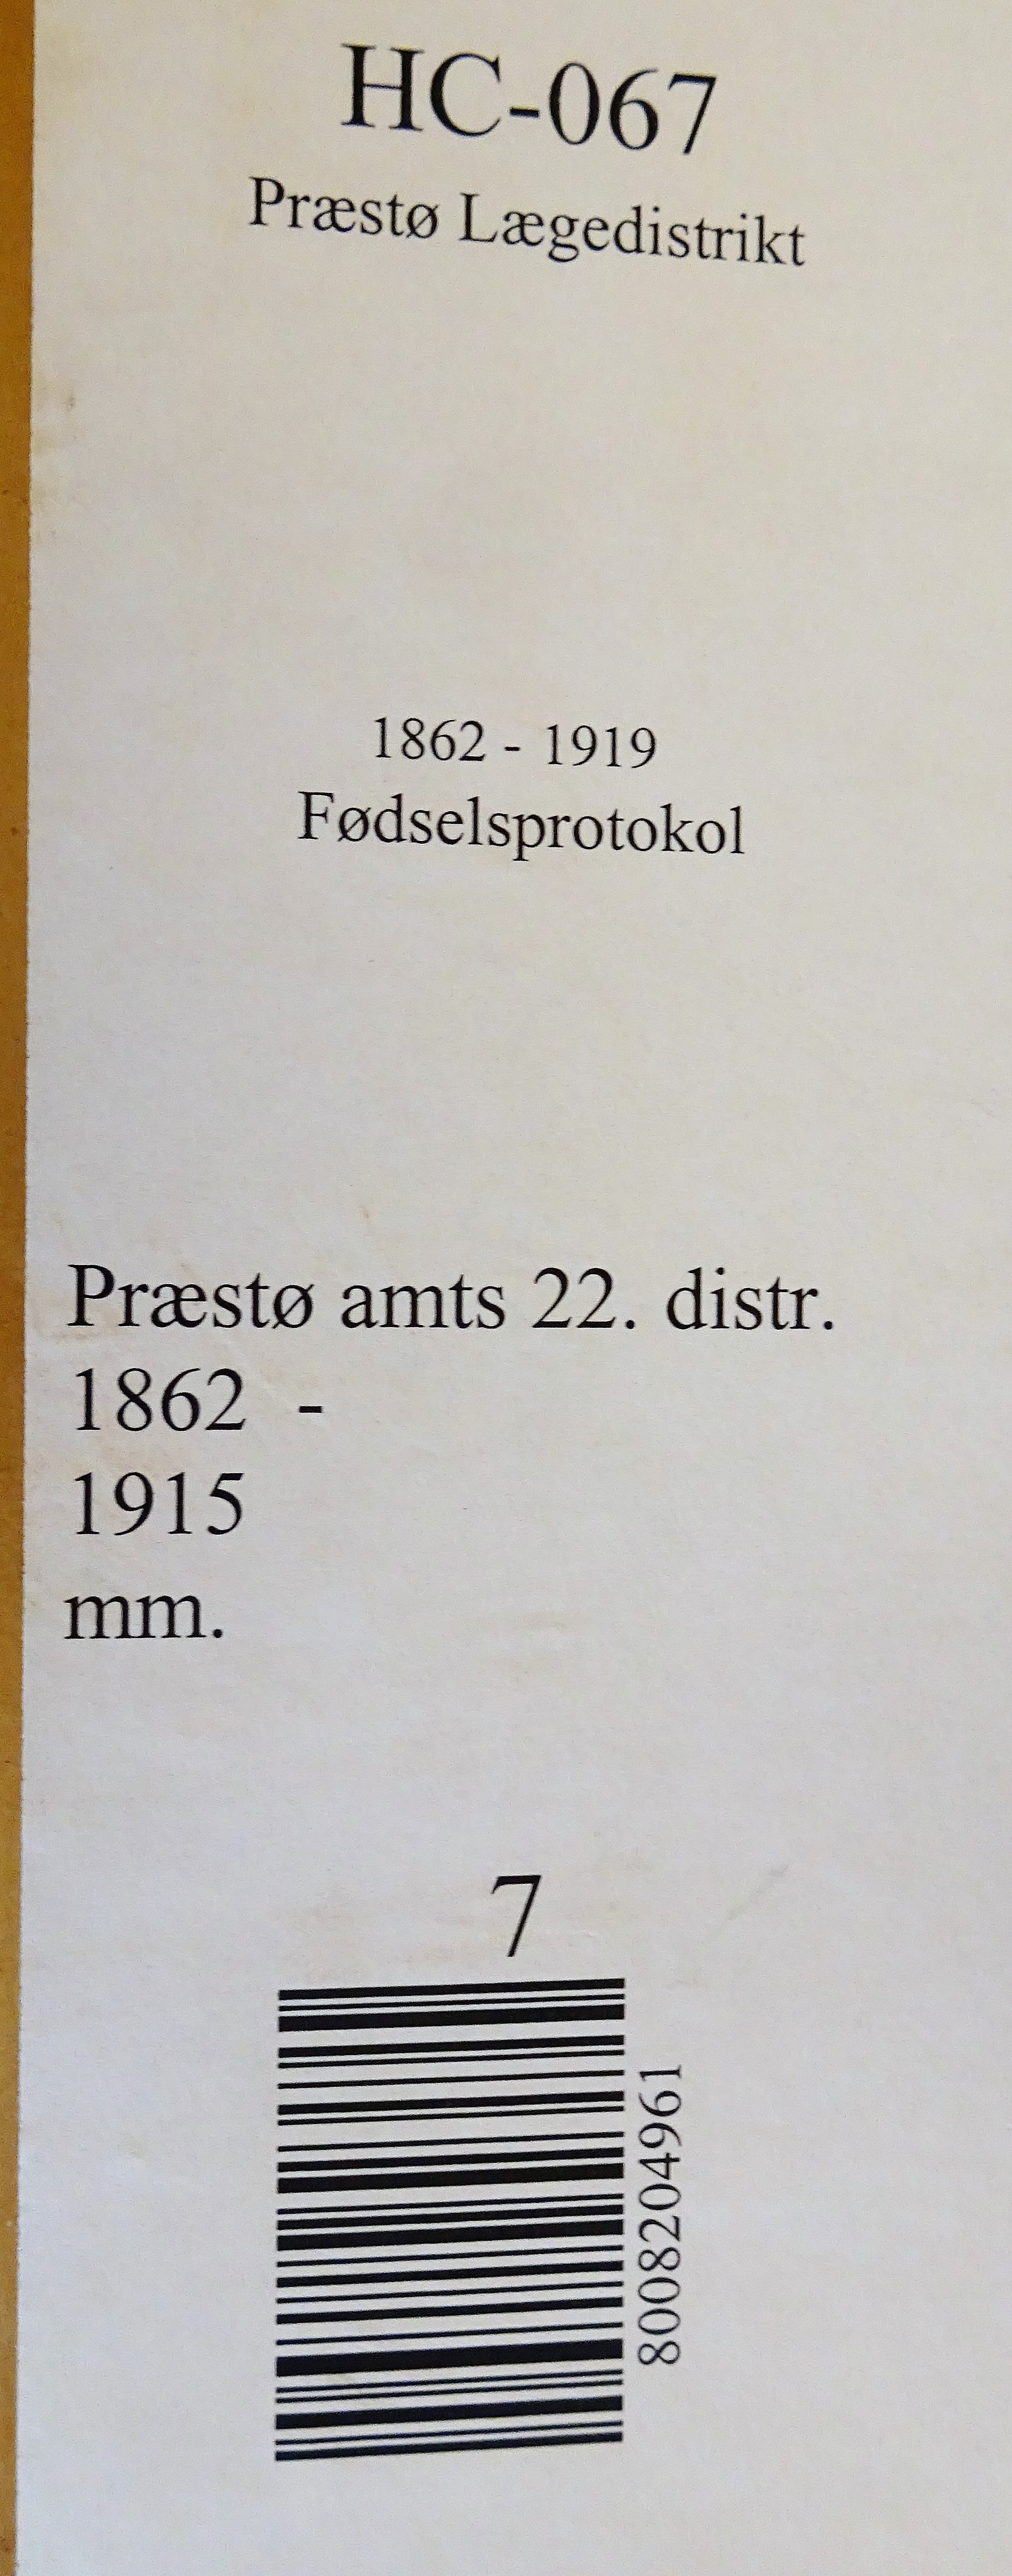 HC-067
Præstø Lægedistrikt
1862 - 1919
Fødselsprotokol
Præstø amts 22. distr.
1862 -
1915
mm.
7
8008204961